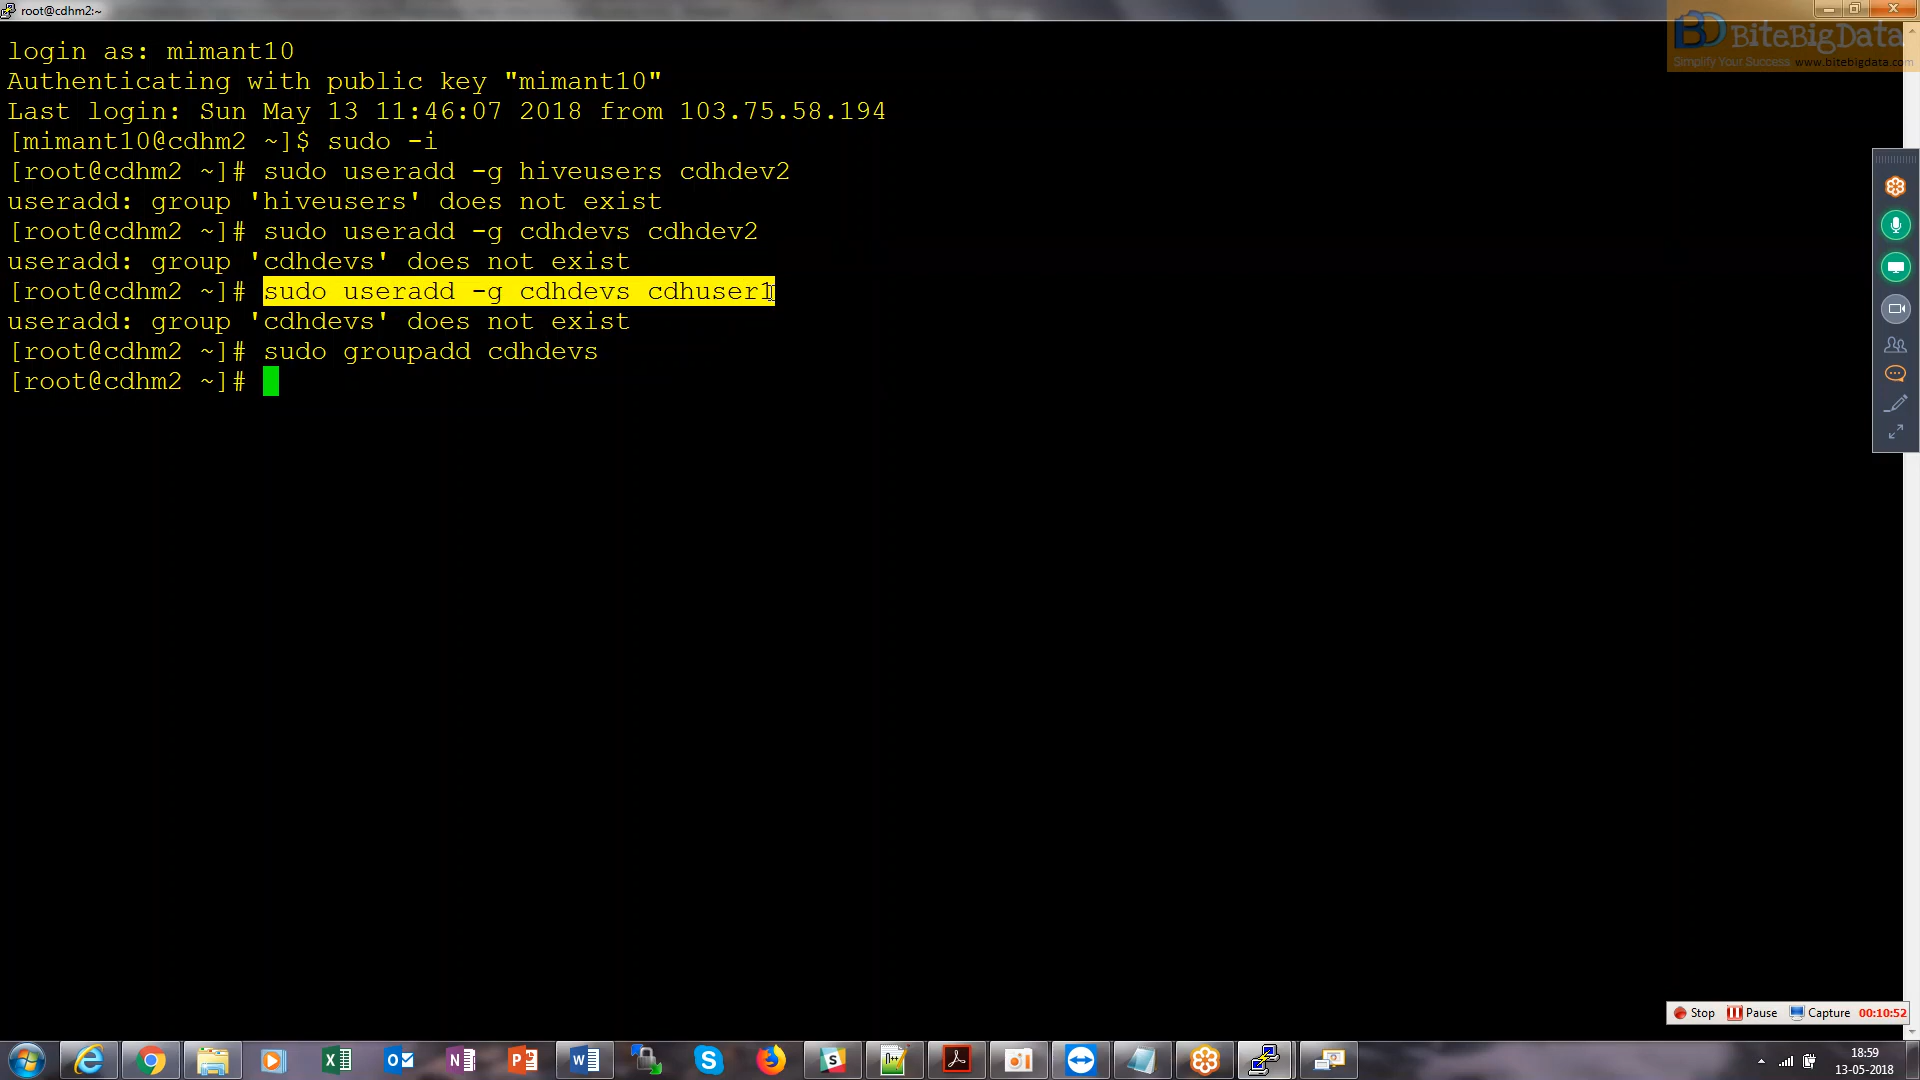 root@cdhm2:~
BiteBigData
Simplify Your Success www.bitebigdata.com
login as: mimant10
Authenticating with public key "mimant10"
Last login: Sun May 13 11:46:07 2018 from 103.75.58.194
[mimant10@cdhm2 ~]$ sudo -i
[root@cdhm2 ~]# sudo useradd -g hiveusers cdhdev2
useradd: group 'hiveusers' does not exist
[root@cdhm2 ~]# sudo useradd -g cdhdevs cdhdev2
useradd: group 'cdhdevs' does not exist
[root@cdhm2 ~]# sudo useradd -g cdhdevs cdhuser1
useradd: group 'cdhdevs' does not exist
[root@cdhm2 ~]# sudo groupadd cdhdevs
[root@cdhm2 ~]#
Stop Pause Capture 00:10:52
18:59
13-05-2018